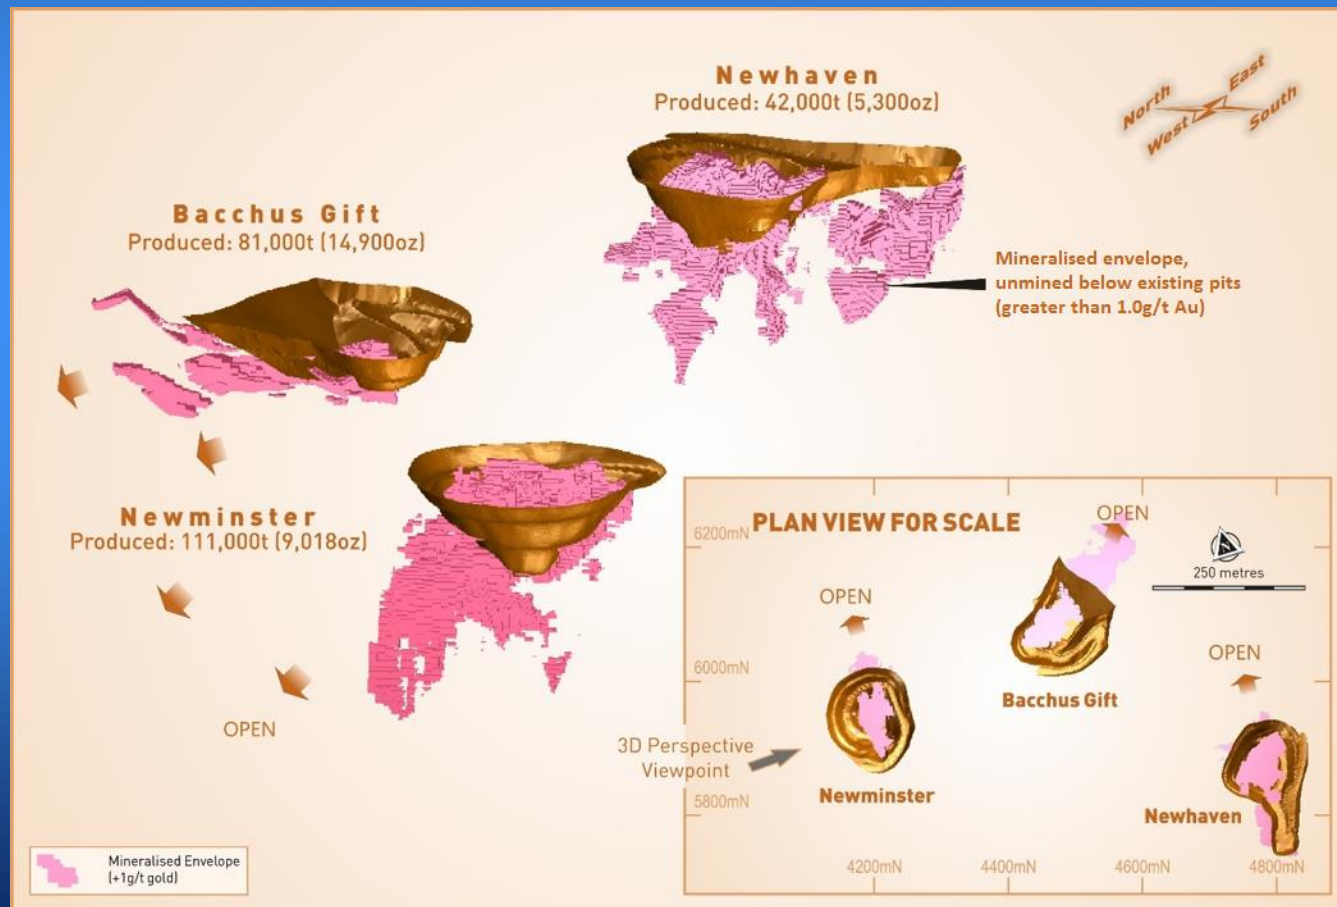 Newhaven
Produced: 42,000t (5,300oz)
North
East
West
South
Bacchus Gift
Produced: 81,000t (14,900oz)
Mineralised envelope,
unmined below existing pits
(greater than 1.0g/t Au)
Newminster
Produced: 111,000t (9,018oz)
OPEN
PLAN VIEW FOR SCALE
6200mN
OPEN
250 metres
OPEN
6000mN
OPEN
Bacchus Gift
3D Perspective
Viewpoint
5800mN
Newminster
Newhaven
4200mN
4400mN
4600mN
4800mN
Mineralised Envelope
(+1g/t gold)